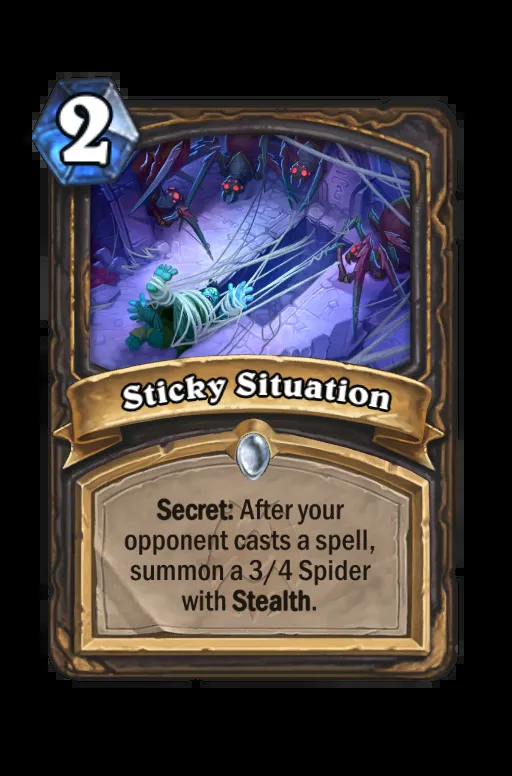 2
Sticky Situation
Secret: After your
opponent casts a spell,
summon a 3/4 Spider
with Stealth.